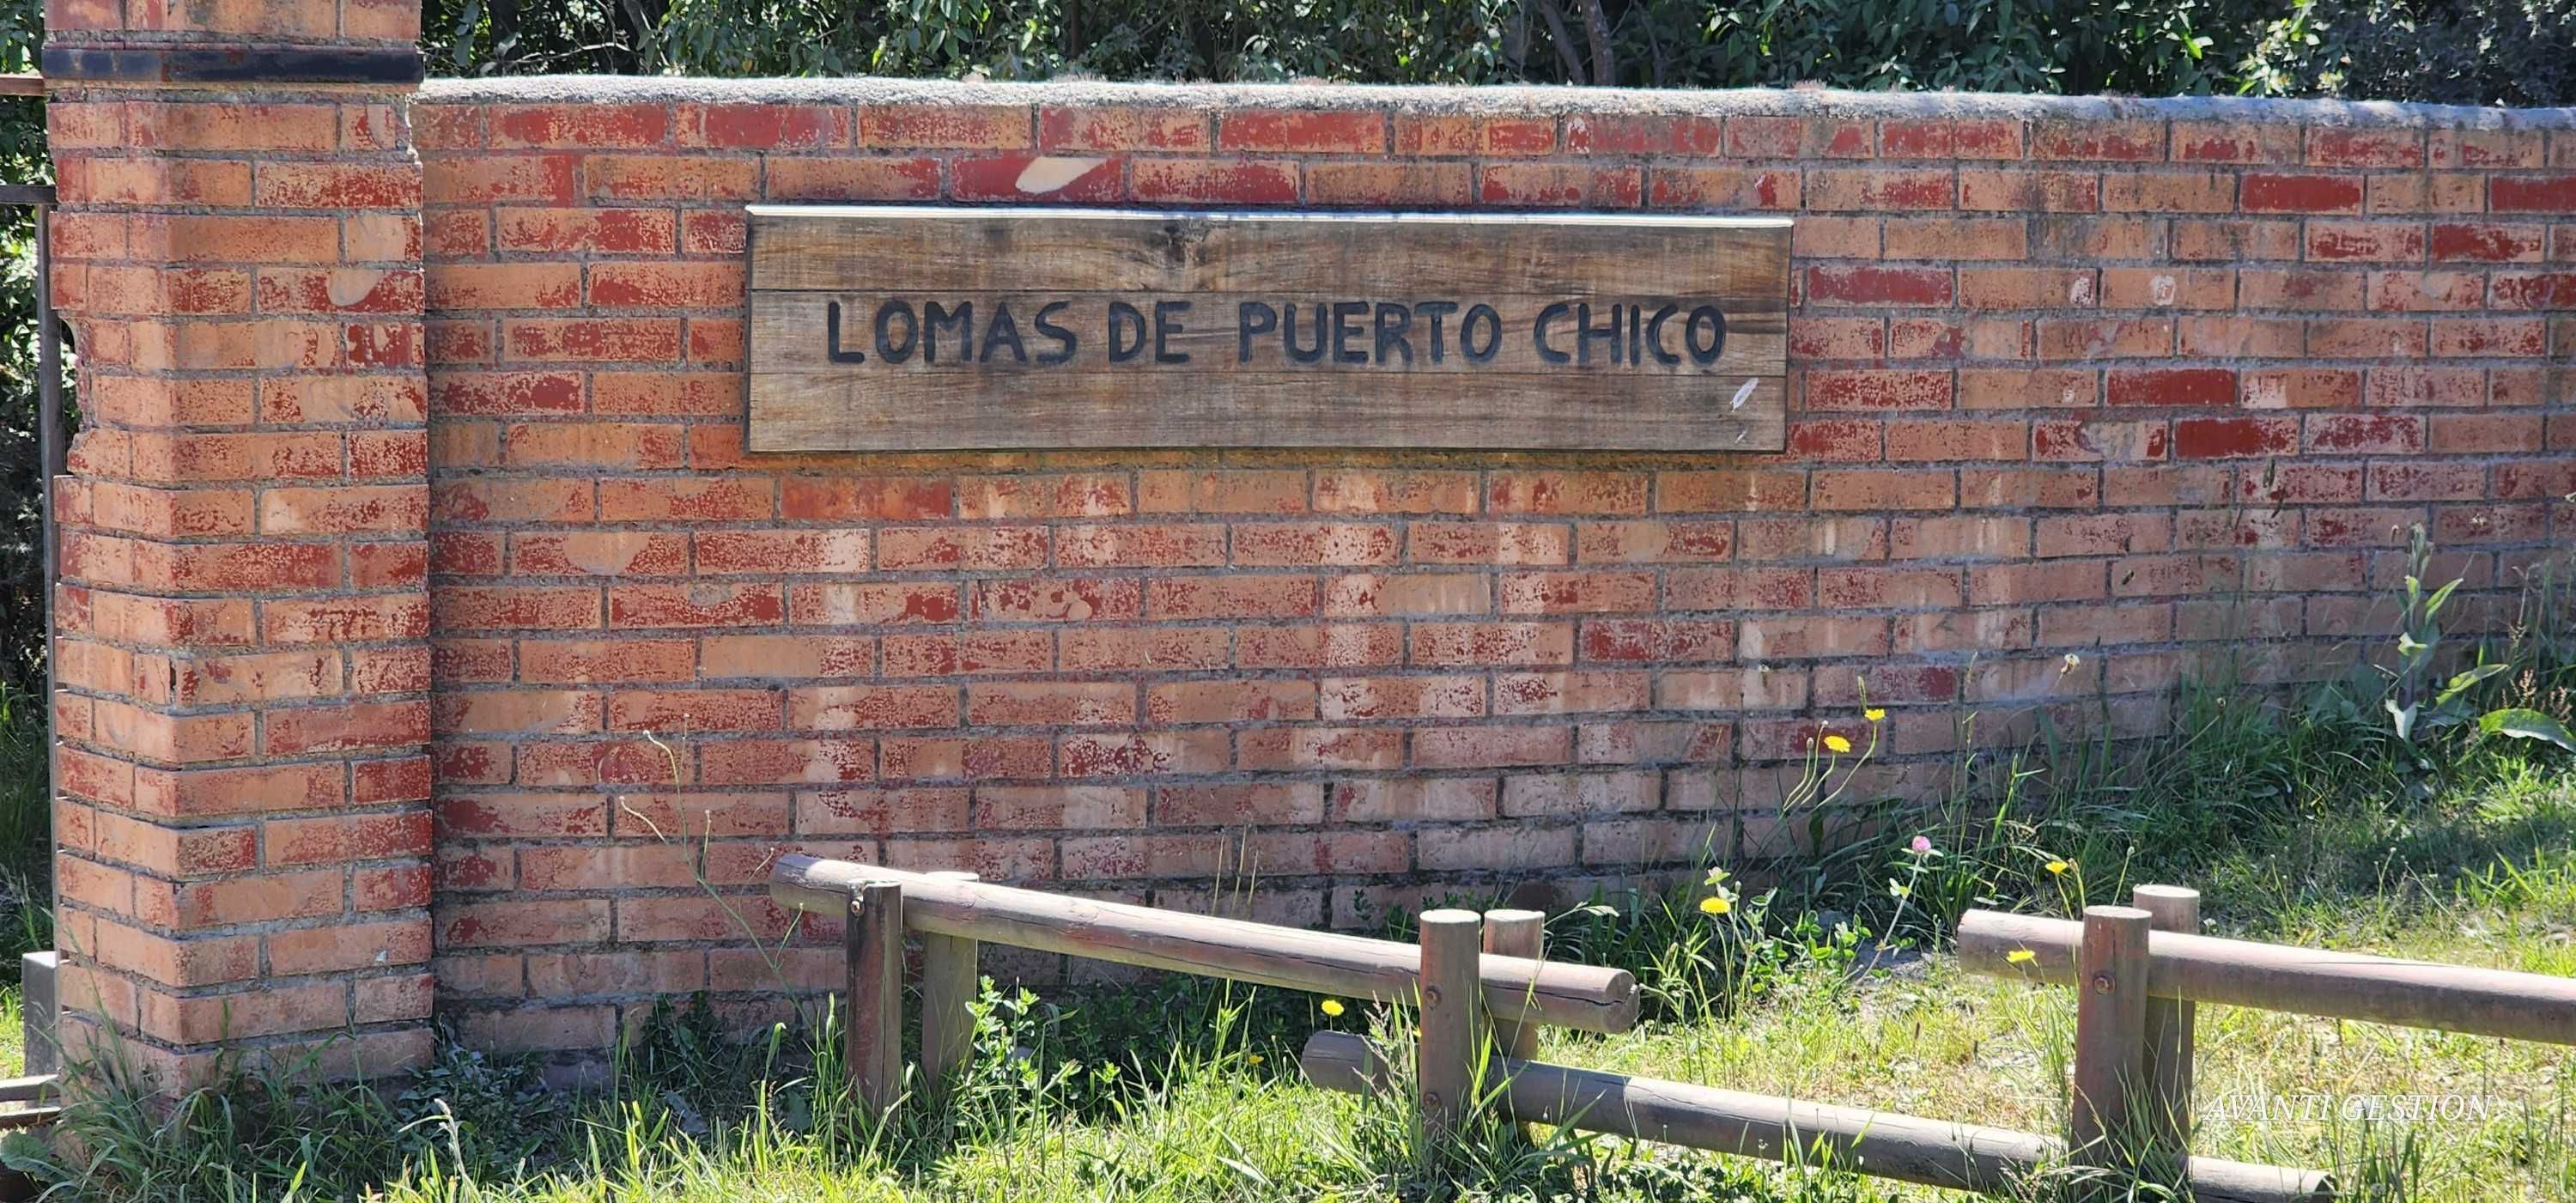 LOMAS DE PUERTO CHICO
AVANTI GESTION